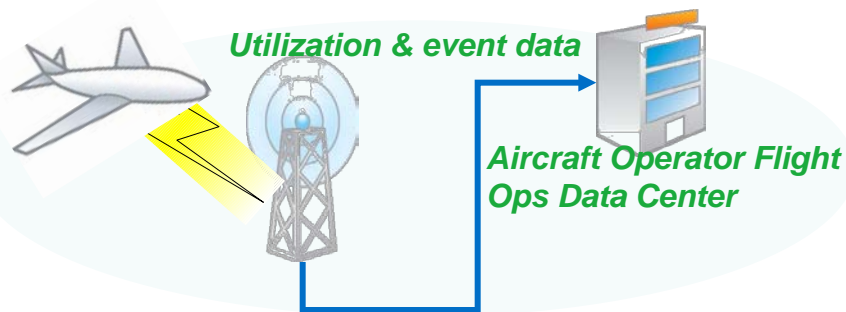 Utilization & event data
Aircraft Operator Flight
Ops Data Center